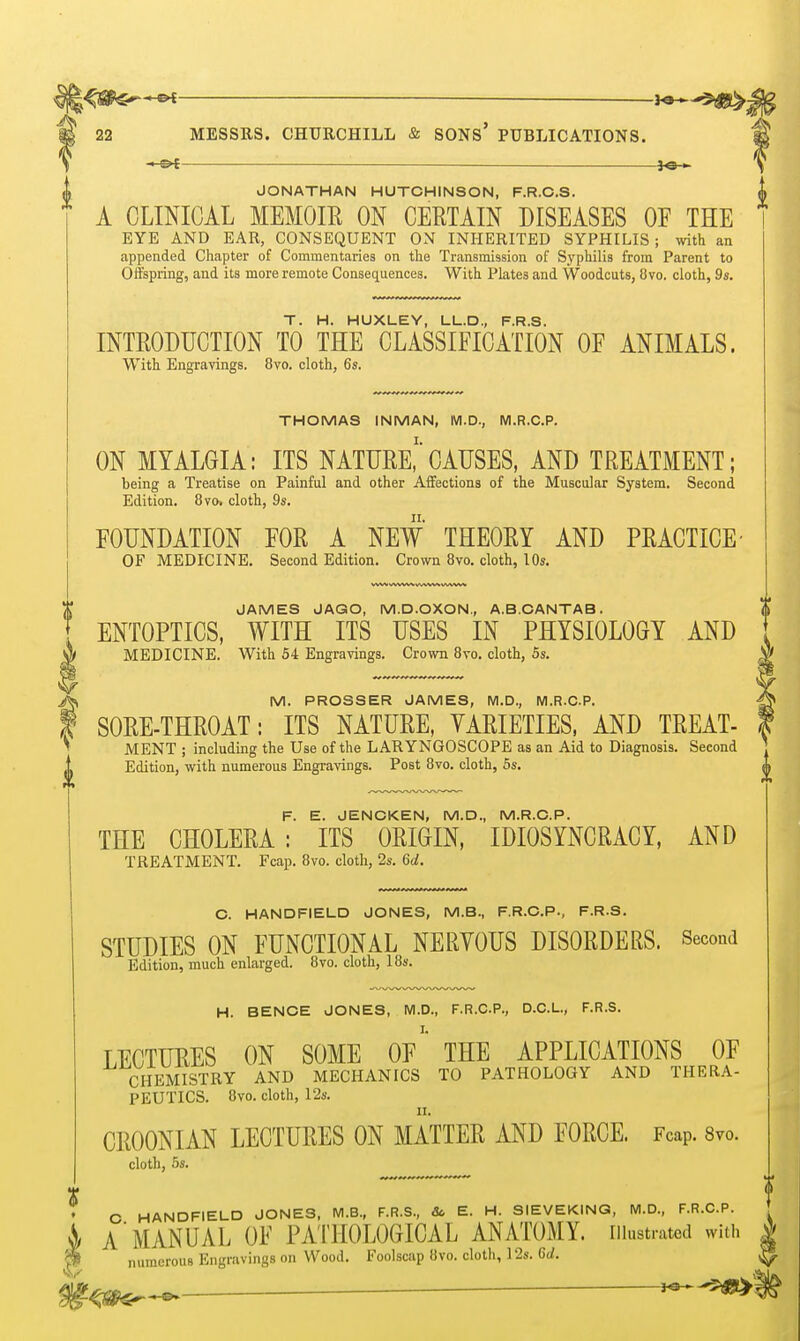 22 MESSRS. CHURCHILL & SONS' PUBLICATIONS.
JONATHAN HUTCHINSON, F.R.C.S.
A CLINICAL MEMOIR ON CERTAIN DISEASES OF THE
EYE AND EAR, CONSEQUENT ON INHERITED SYPHILIS ; with an
appended Chapter of Commentaries on the Transmission of Syphilis from Parent to
Offspring, and its more remote Consequences. With Plates and Woodcuts, 8vo. cloth, 9s.
T. H. HUXLEY, LL.D., F.R.S.
INTRODUCTION TO THE CLASSIFICATION OF ANIMALS.
With Engravings. 8vo. cloth, 6s.
THOMAS INMAN, M.D., M.R.C.P.
I.
ON MYALGIA: ITS NATURE, CAUSES, AND TREATMENT;
being a Treatise on Painful and other Affections of the Muscular System. Second
Edition. 8vo. cloth, 9s.
II.
FOUNDATION FOR A NEW THEORY AND PRACTICE
OF MEDICINE. Second Edition. Crown 8vo. cloth, 10s.
JAMES JAGO, M.D.OXON., A.B.CANTAB.
ENTOPTICS, WITH ITS USES IN PHYSIOLOGY AND
MEDICINE. With 54 Engravings. Crown 8vo. cloth, 5s.
M. PROSSER JAMES, M.D., M.R.C.P.
SORE-THROAT: ITS NATURE, VARIETIES, AND TREAT-
MENT ; including the Use of the LARYNGOSCOPE as an Aid to Diagnosis. Second
Edition, with numerous Engravings. Post 8vo. cloth, 5s.
F. E. JENCKEN, M.D., M.R.C.P.
THE CHOLERA : ITS ORIGIN, IDIOSYNCRACY, AND
TREATMENT. Fcap. 8vo. cloth, 2s. 6d.
C. HANDFIELD JONES, M.B., F.R.C.P., F.R.S.
STUDIES ON FUNCTIONAL NERVOUS DISORDERS. Second
Edition, much enlarged. 8vo. cloth, 18s.
H. BENCE JONES, M.D., F.R.C.P., D.C.L., F.R.S.
I.
LECTURES ON SOME OF THE APPLICATIONS OF
CHEMISTRY AND MECHANICS TO PATHOLOGY AND THERA-
PEUTICS. 8vo. cloth, 12s.
II.
CROONIAN LECTURES ON MATTER AND FORCE. Fcap. 8vo.
cloth, 5s.
C. HANDFIELD JONES, M.B., F.R.S., & E. H. SIEVEKING, M.D., F.R.C.P.
A MANUAL OF PATHOLOGICAL ANATOMY. Illustrated with
numerous Engravings on Wood. Foolscap 8vo. cloth, 12s. 6d.